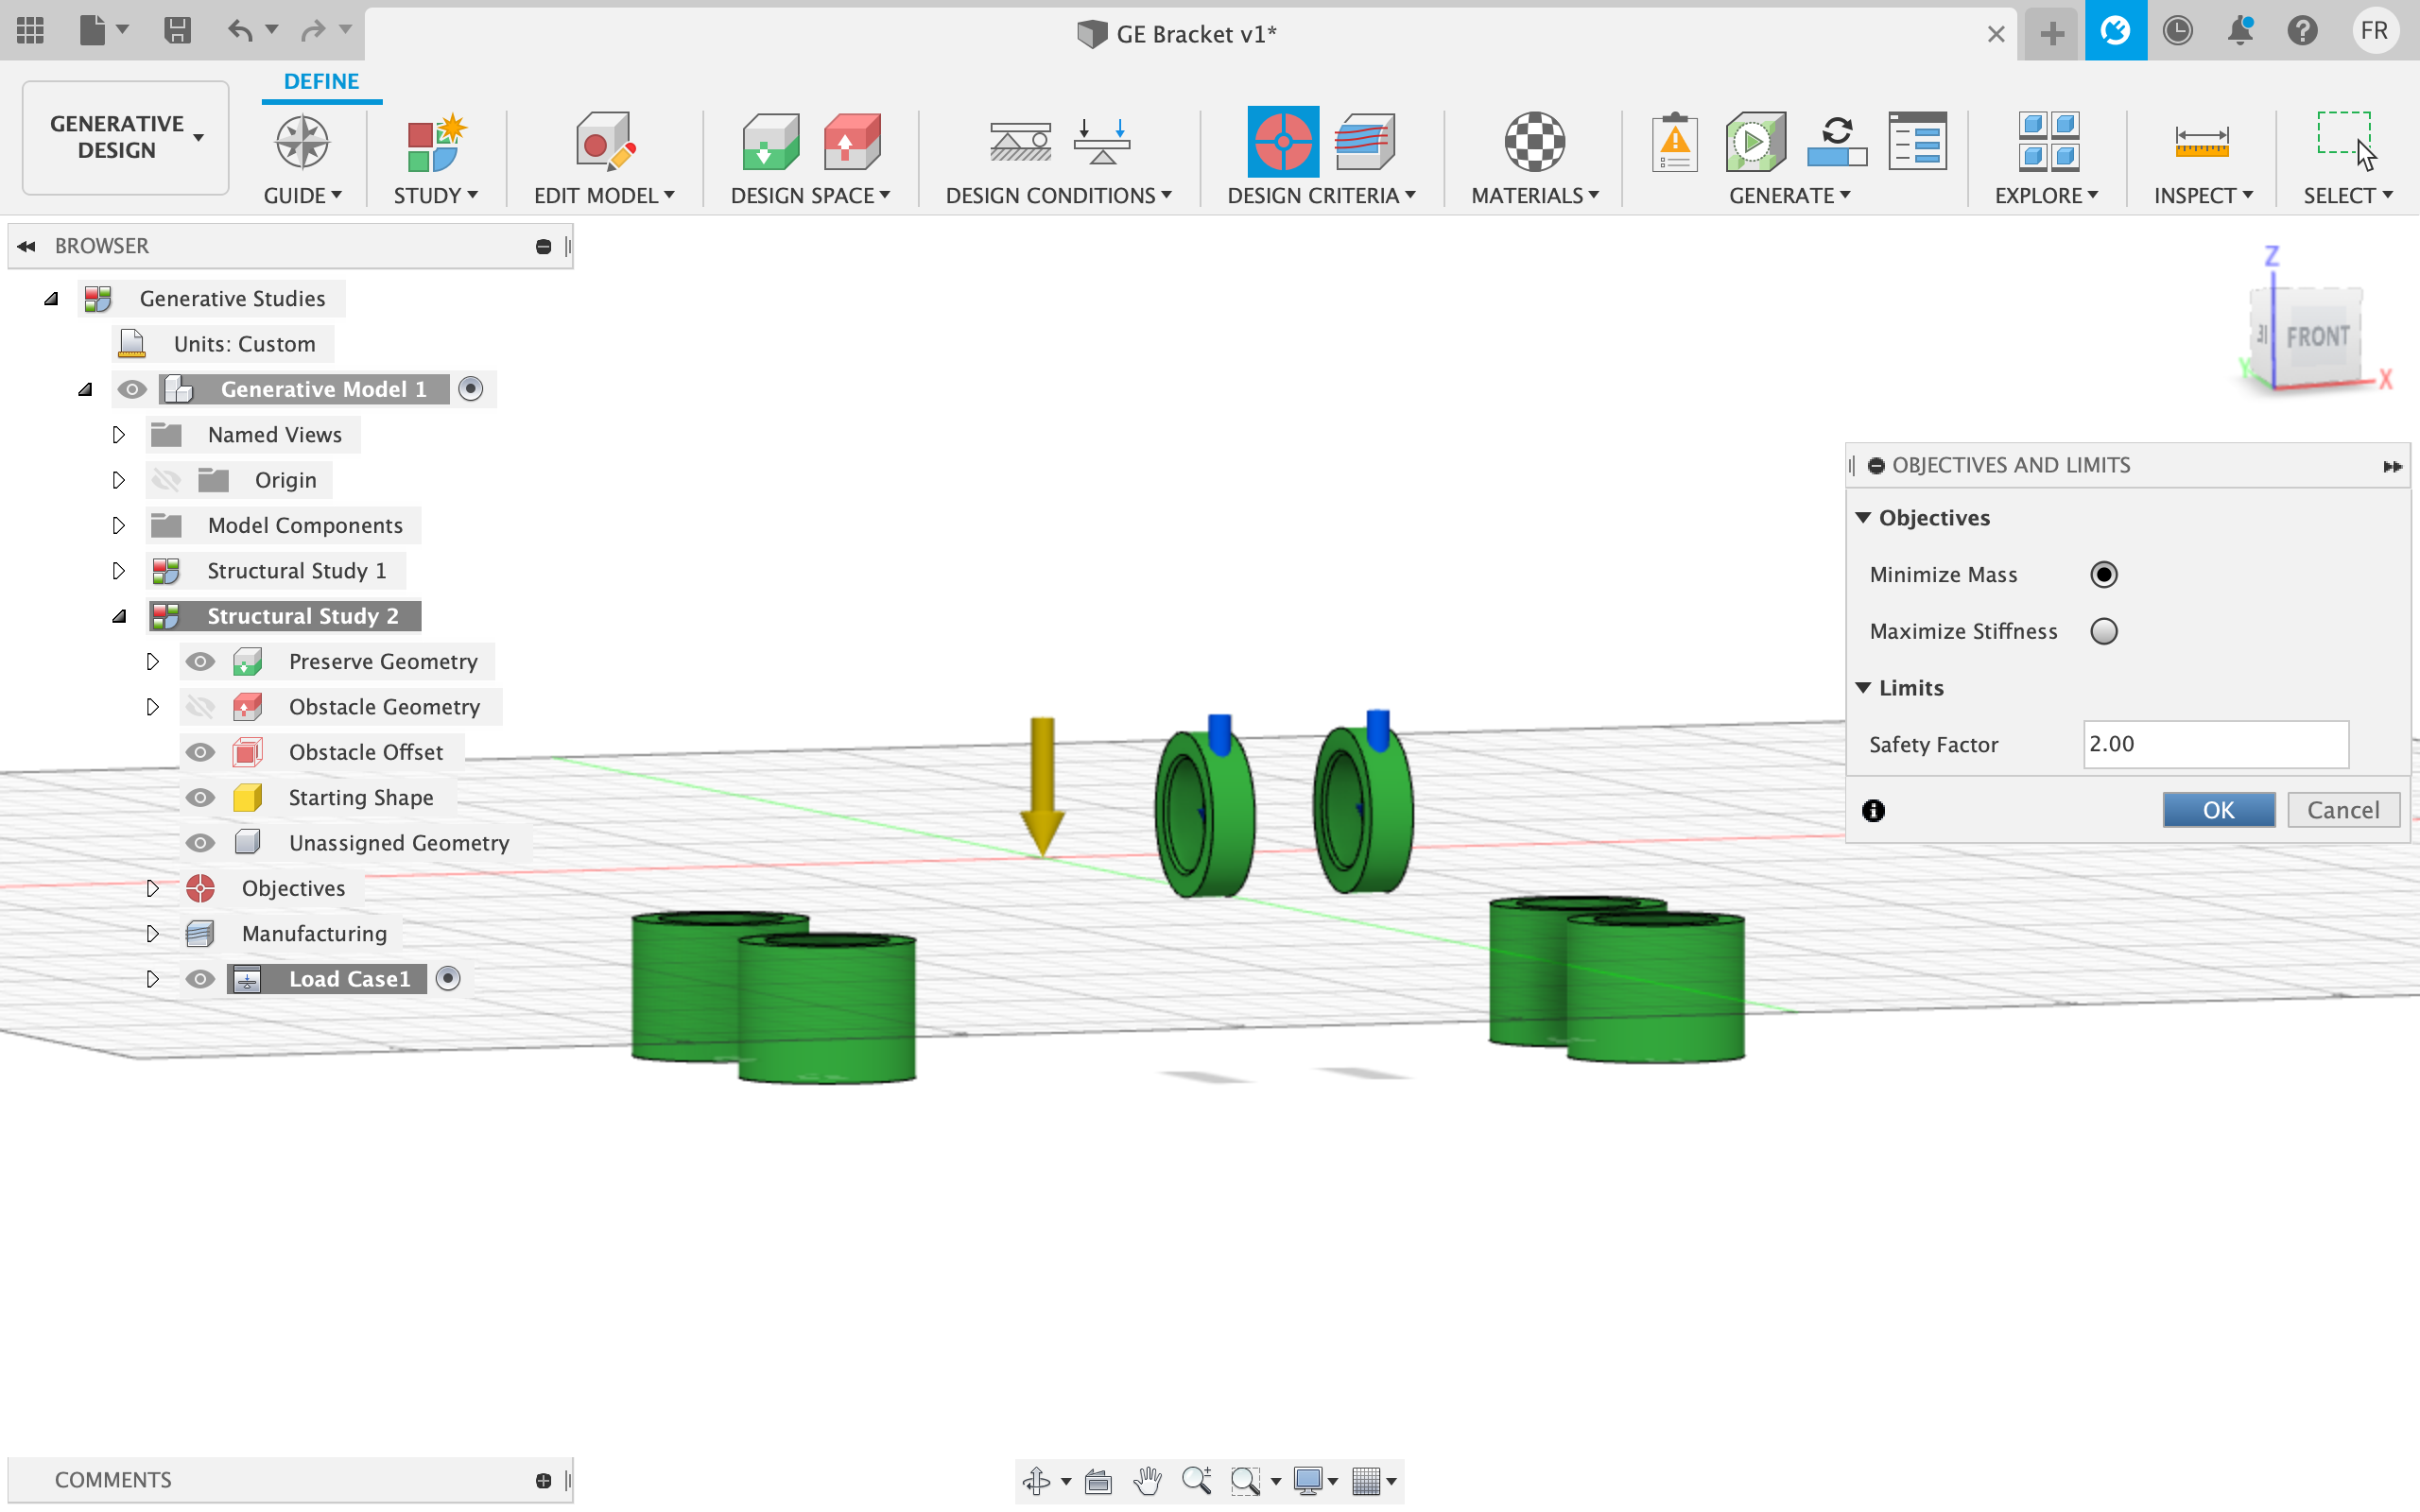 GE Bracket v1*
FR
DEFINE
GENERATIVE
DESIGN
GUIDE
STUDY
EDIT MODEL
DESIGN SPACE
DESIGN CONDITIONS
DESIGN CRITERIA
MATERIALS
GENERATE
EXPLORE
INSPECT
SELECT
BROWSER
Generative Studies
Units: Custom
Generative Model 1
Named Views
Origin
Model Components
Structural Study 1
Structural Study 2
Preserve Geometry
Obstacle Geometry
Obstacle Offset
Starting Shape
Unassigned Geometry
Objectives
Manufacturing
Load Case1
Z
FRONT
Y
X
OBJECTIVES AND LIMITS
Objectives
Minimize Mass
Maximize Stiffness
Limits
Safety Factor
2.00
OK
Cancel
COMMENTS